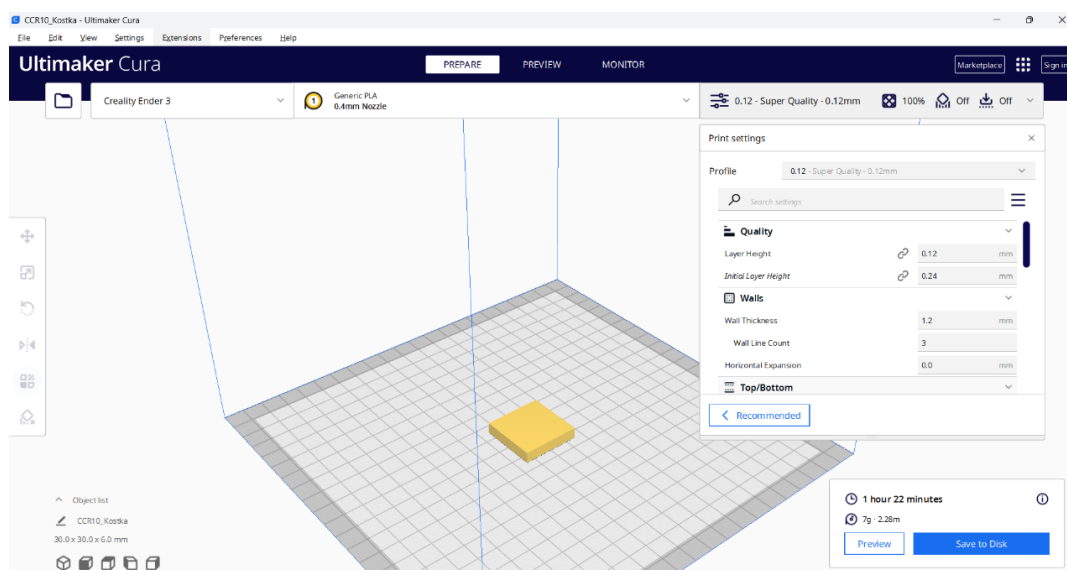 CCR10_Kostka - Ultimaker Cura
File Edit View Settings Extensions Preferences Help
Ultimaker Cura
PREPARE PREVIEW MONITOR
Marketplace Sign in
Creality Ender 3
1
Generic PLA
0.4mm Nozzle
0.12 - Super Quality - 0.12mm 100% Off Off
Print settings
Profile 0.12 - Super Quality - 0.12mm
Search settings
Quality
Layer Height 0.12 mm
Initial Layer Height 0.24 mm
Walls
Wall Thickness 1.2 mm
Wall Line Count 3
Horizontal Expansion 0.0 mm
Top/Bottom
Recommended
Object list
CCR10_Kostka
30.0 x 30.0 x 6.0 mm
1 hour 22 minutes
7g · 2.28m
Preview Save to Disk